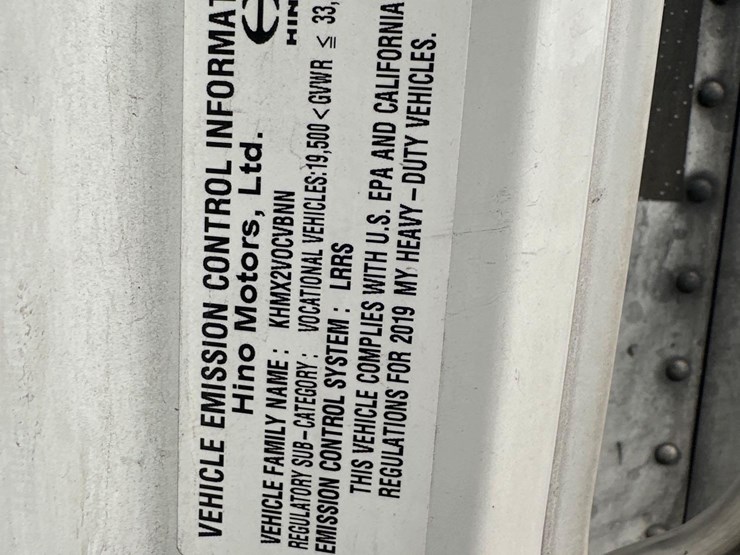 VEHICLE EMISSION CONTROL INFORMAT
Hino Motors, Ltd.
HIN
VEHICLE FAMILY NAME : KHMX2VOCVBNN
REGULATORY SUB-CATEGORY : VOCATIONAL VEHICLES:19,500 < GVWR ≤ 33,
EMISSION CONTROL SYSTEM : LRRS
THIS VEHICLE COMPLIES WITH U.S. EPA AND CALIFORNIA
REGULATIONS FOR 2019 MY HEAVY-DUTY VEHICLES.